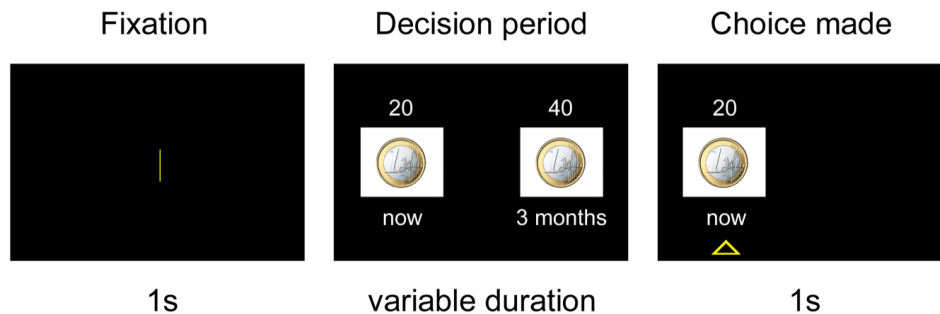 Fixation
Decision period
Choice made
20
40
20
now
3 months
now
1s
variable duration
1s